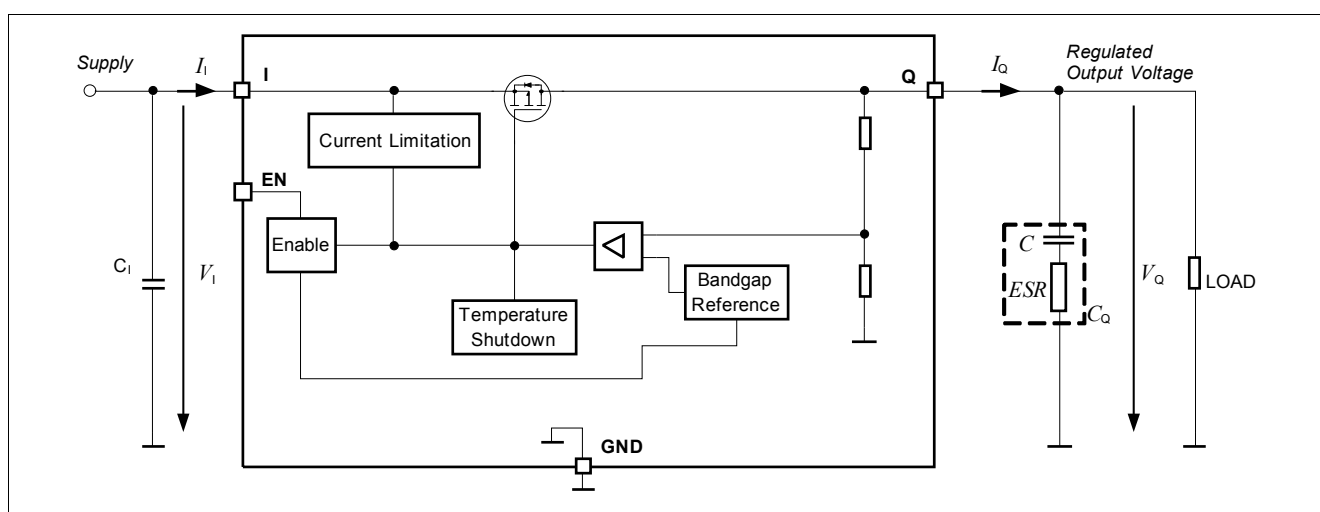 Supply
I_I
I
Q
I_Q
Regulated
Output Voltage
Current Limitation
EN
Enable
C_I
V_I
Bandgap
Reference
Temperature
Shutdown
C
ESR
C_Q
V_Q
LOAD
GND